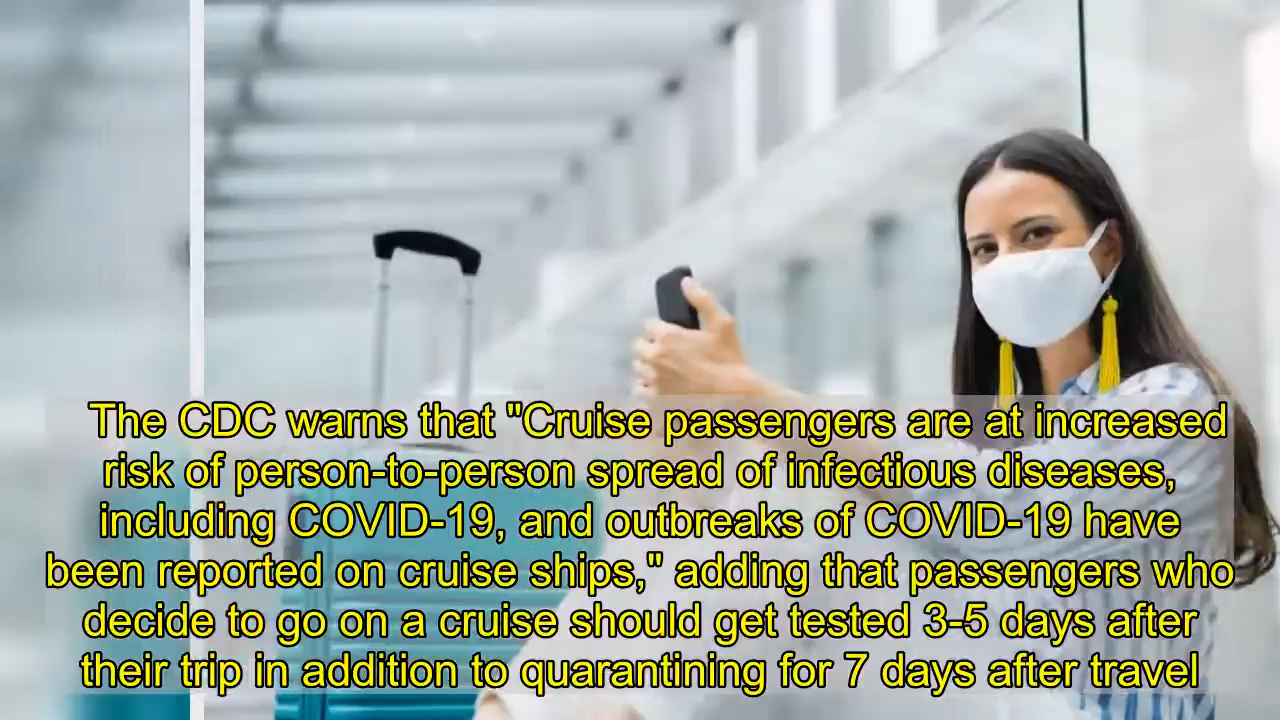 The CDC warns that "Cruise passengers are at increased
risk of person-to-person spread of infectious diseases,
including COVID-19, and outbreaks of COVID-19 have
been reported on cruise ships," adding that passengers who
decide to go on a cruise should get tested 3-5 days after
their trip in addition to quarantining for 7 days after travel